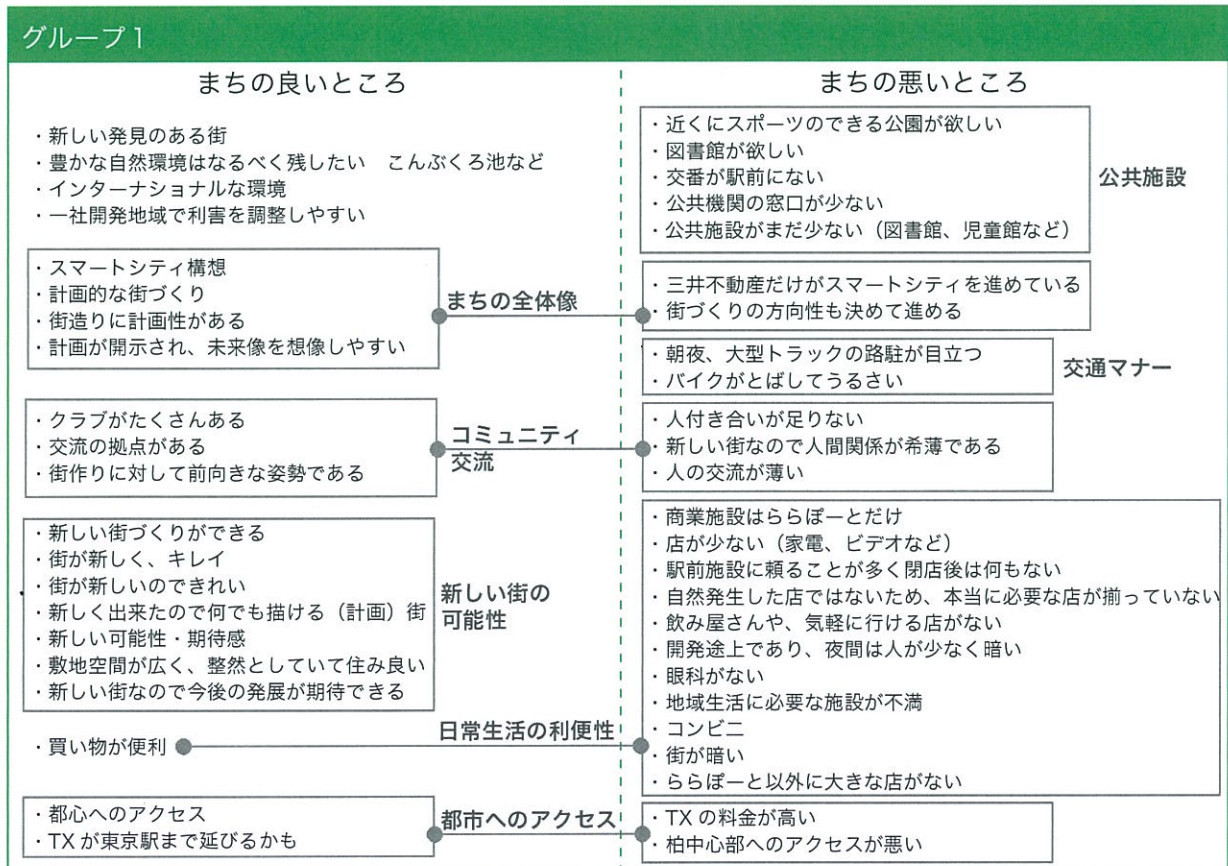 グループ1
まちの良いところ
・新しい発見のある街
・豊かな自然環境はなるべく残したい　こんぶくろ池など
・インターナショナルな環境
・一社開発地域で利害を調整しやすい
・スマートシティ構想
・計画的な街づくり
・街造りに計画性がある
・計画が開示され、未来像を想像しやすい
まちの全体像
・クラブがたくさんある
・交流の拠点がある
・街作りに対して前向きな姿勢である
コミュニティ
交流
・新しい街づくりができる
・街が新しく、キレイ
・街が新しいのできれい
・新しく出来たので何でも描ける（計画）街
・新しい可能性・期待感
・敷地空間が広く、整然としていて住み良い
・新しい街なので今後の発展が期待できる
新しい街の
可能性
・買い物が便利
日常生活の利便性
・都心へのアクセス
・TX が東京駅まで延びるかも
都市へのアクセス
まちの悪いところ
・近くにスポーツのできる公園が欲しい
・図書館が欲しい
・交番が駅前にない
・公共機関の窓口が少ない
・公共施設がまだ少ない（図書館、児童館など）
公共施設
・三井不動産だけがスマートシティを進めている
・街づくりの方向性も決めて進める
・朝夜、大型トラックの路駐が目立つ
・バイクがとばしてうるさい
交通マナー
・人付き合いが足りない
・新しい街なので人間関係が希薄である
・人の交流が薄い
・商業施設はららぽーとだけ
・店が少ない（家電、ビデオなど）
・駅前施設に頼ることが多く閉店後は何もない
・自然発生した店ではないため、本当に必要な店が揃っていない
・飲み屋さんや、気軽に行ける店がない
・開発途上であり、夜間は人が少なく暗い
・眼科がない
・地域生活に必要な施設が不満
・コンビニ
・街が暗い
・ららぽーと以外に大きな店がない
・TX の料金が高い
・柏中心部へのアクセスが悪い